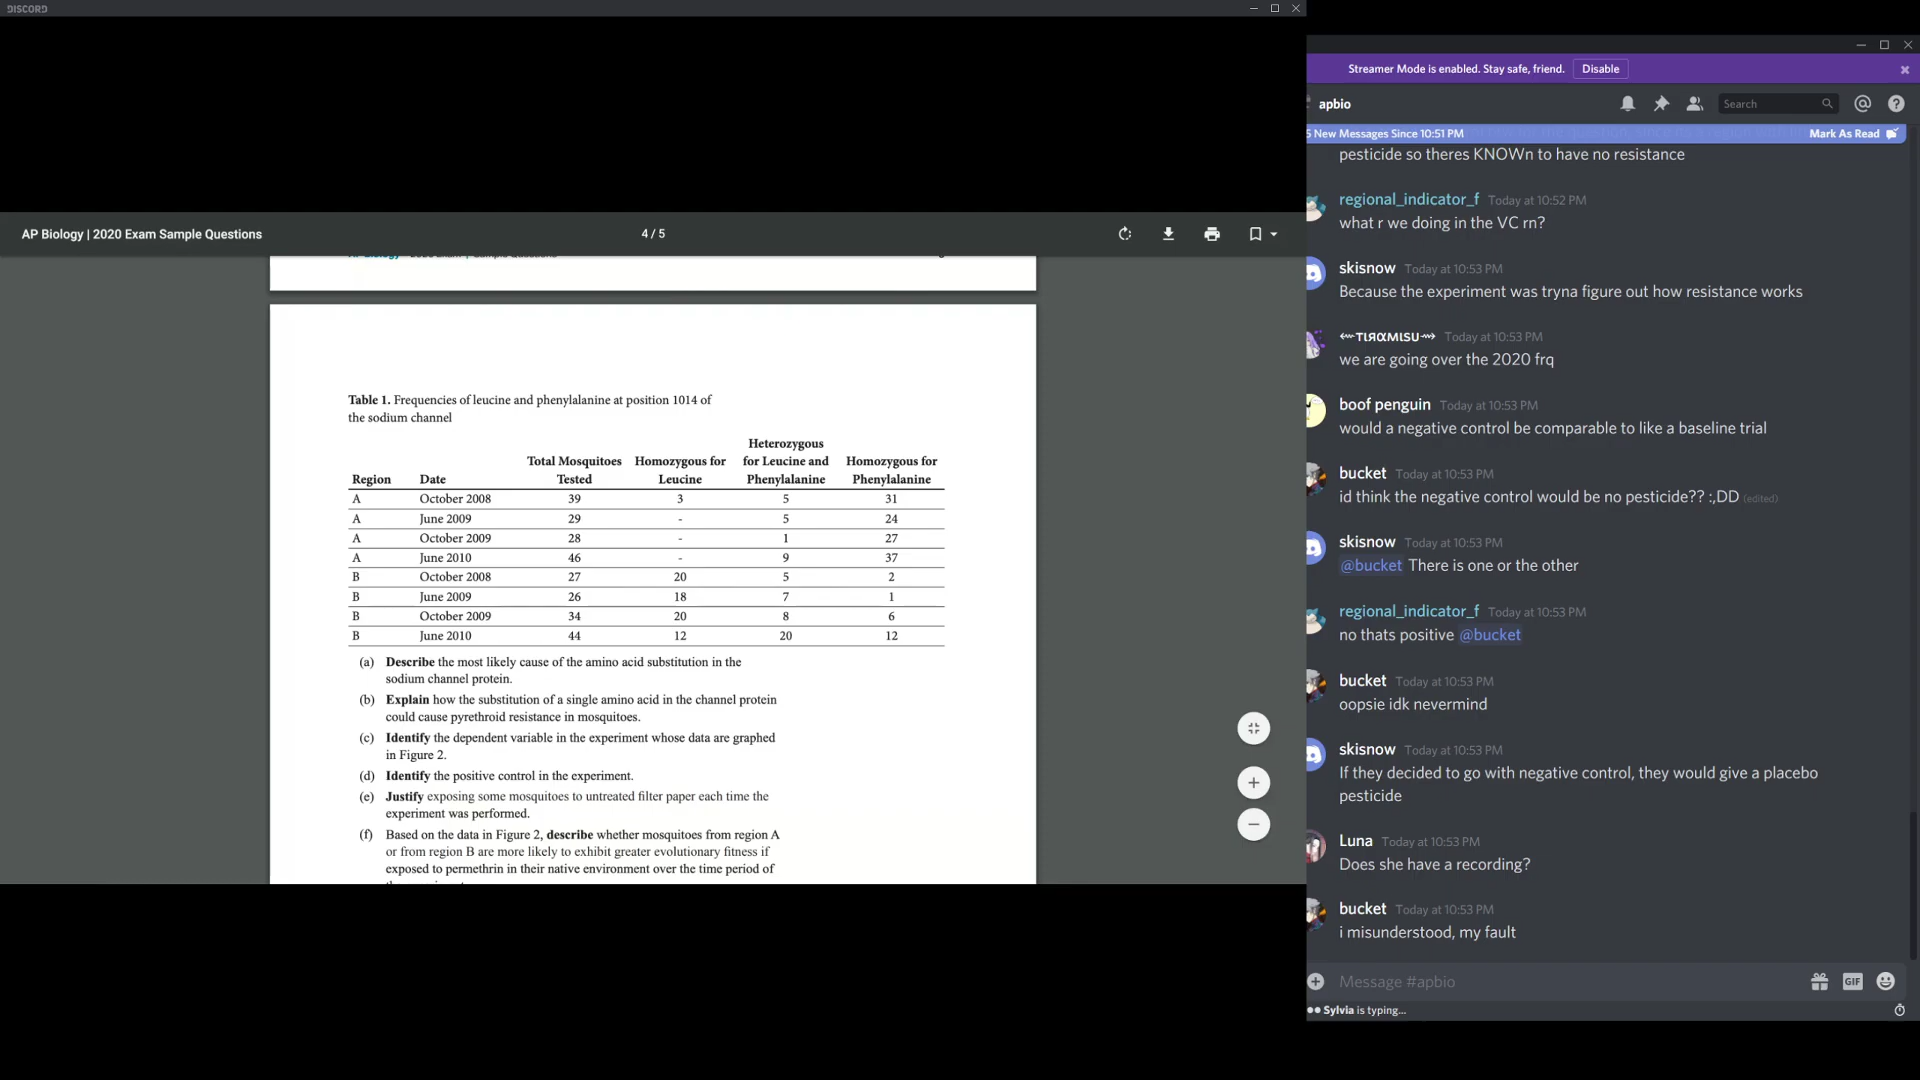 DISCORD
AP Biology | 2020 Exam Sample Questions
4 / 5
Table 1. Frequencies of leucine and phenylalanine at position 1014 of
the sodium channel
Region Date Total Mosquitoes Tested Homozygous for Leucine Heterozygous for Leucine and Phenylalanine Homozygous for Phenylalanine
A October 2008 39 3 5 31
A June 2009 29 - 5 24
A October 2009 28 - 1 27
A June 2010 46 - 9 37
B October 2008 27 20 5 2
B June 2009 26 18 7 1
B October 2009 34 20 8 6
B June 2010 44 12 20 12
(a) Describe the most likely cause of the amino acid substitution in the
sodium channel protein.
(b) Explain how the substitution of a single amino acid in the channel protein
could cause pyrethroid resistance in mosquitoes.
(c) Identify the dependent variable in the experiment whose data are graphed
in Figure 2.
(d) Identify the positive control in the experiment.
(e) Justify exposing some mosquitoes to untreated filter paper each time the
experiment was performed.
(f) Based on the data in Figure 2, describe whether mosquitoes from region A
or from region B are more likely to exhibit greater evolutionary fitness if
exposed to permethrin in their native environment over the time period of
Streamer Mode is enabled. Stay safe, friend. Disable
apbio
Search
5 New Messages Since 10:51 PM Mark As Read
pesticide so theres KNOWn to have no resistance
regional_indicator_f Today at 10:52 PM
what r we doing in the VC rn?
skisnow Today at 10:53 PM
Because the experiment was tryna figure out how resistance works
⬳тιяαмιѕυ⟿ Today at 10:53 PM
we are going over the 2020 frq
boof penguin Today at 10:53 PM
would a negative control be comparable to like a baseline trial
bucket Today at 10:53 PM
id think the negative control would be no pesticide?? :,DD (edited)
skisnow Today at 10:53 PM
@bucket There is one or the other
regional_indicator_f Today at 10:53 PM
no thats positive @bucket
bucket Today at 10:53 PM
oopsie idk nevermind
skisnow Today at 10:53 PM
If they decided to go with negative control, they would give a placebo
pesticide
Luna Today at 10:53 PM
Does she have a recording?
bucket Today at 10:53 PM
i misunderstood, my fault
Message #apbio
GIF
Sylvia is typing...